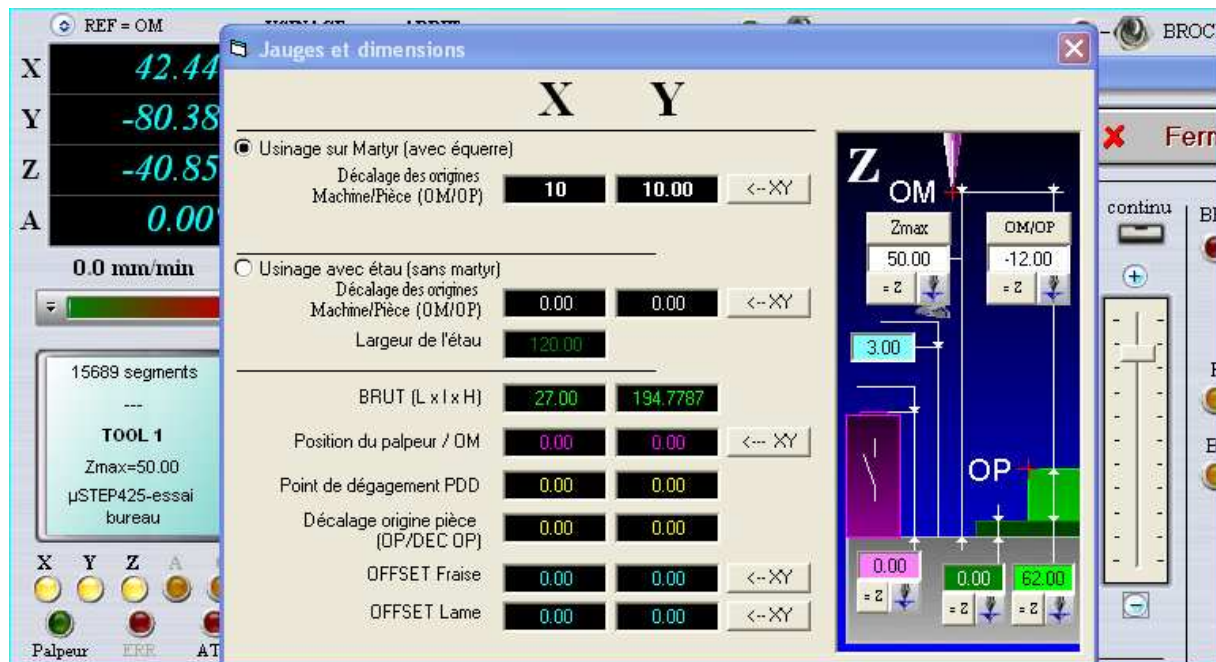 REF = OM
BROC
X 42.44
Y -80.38
Z -40.85
A 0.00°
0.0 mm/min
15689 segments
---
TOOL 1
Zmax=50.00
µSTEP425-essai
bureau
X Y Z A
Palpeur ERR AT
Jauges et dimensions
X Y
Usinage sur Martyr (avec équerre)
Décalage des origines
Machine/Pièce (OM/OP) 10 10.00 <--XY
Usinage avec étau (sans martyr)
Décalage des origines
Machine/Pièce (OM/OP) 0.00 0.00 <--XY
Largeur de l'étau 120.00
BRUT (L x l x H) 27.00 194.7787
Position du palpeur / OM 0.00 0.00 <--- XY
Point de dégagement PDD 0.00 0.00
Décalage origine pièce
(OP/DEC OP) 0.00 0.00
OFFSET Fraise 0.00 0.00 <--XY
OFFSET Lame 0.00 0.00 <--XY
Z OM
Zmax OM/OP
50.00 -12.00
= Z = Z
3.00
OP
0.00 0.00 62.00
= Z = Z = Z
Ferm
continu
+
-